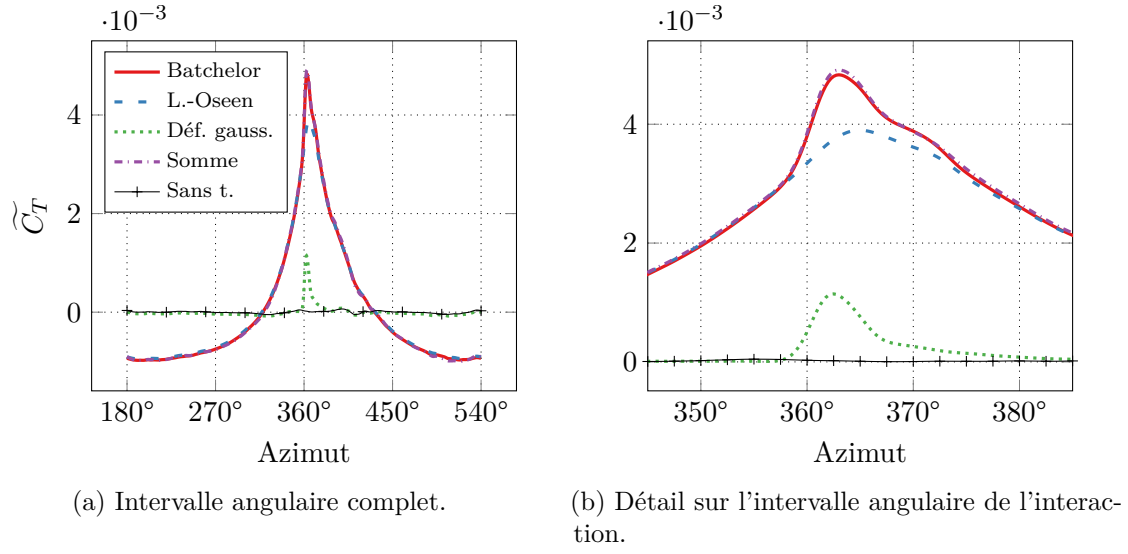 ·10−3
4
2
0
C̃T
Batchelor
L.-Oseen
Déf. gauss.
Somme
Sans t.
180° 270° 360° 450° 540°
Azimut
(a) Intervalle angulaire complet.
·10−3
4
2
0
350° 360° 370° 380°
Azimut
(b) Détail sur l'intervalle angulaire de l'interac-
tion.